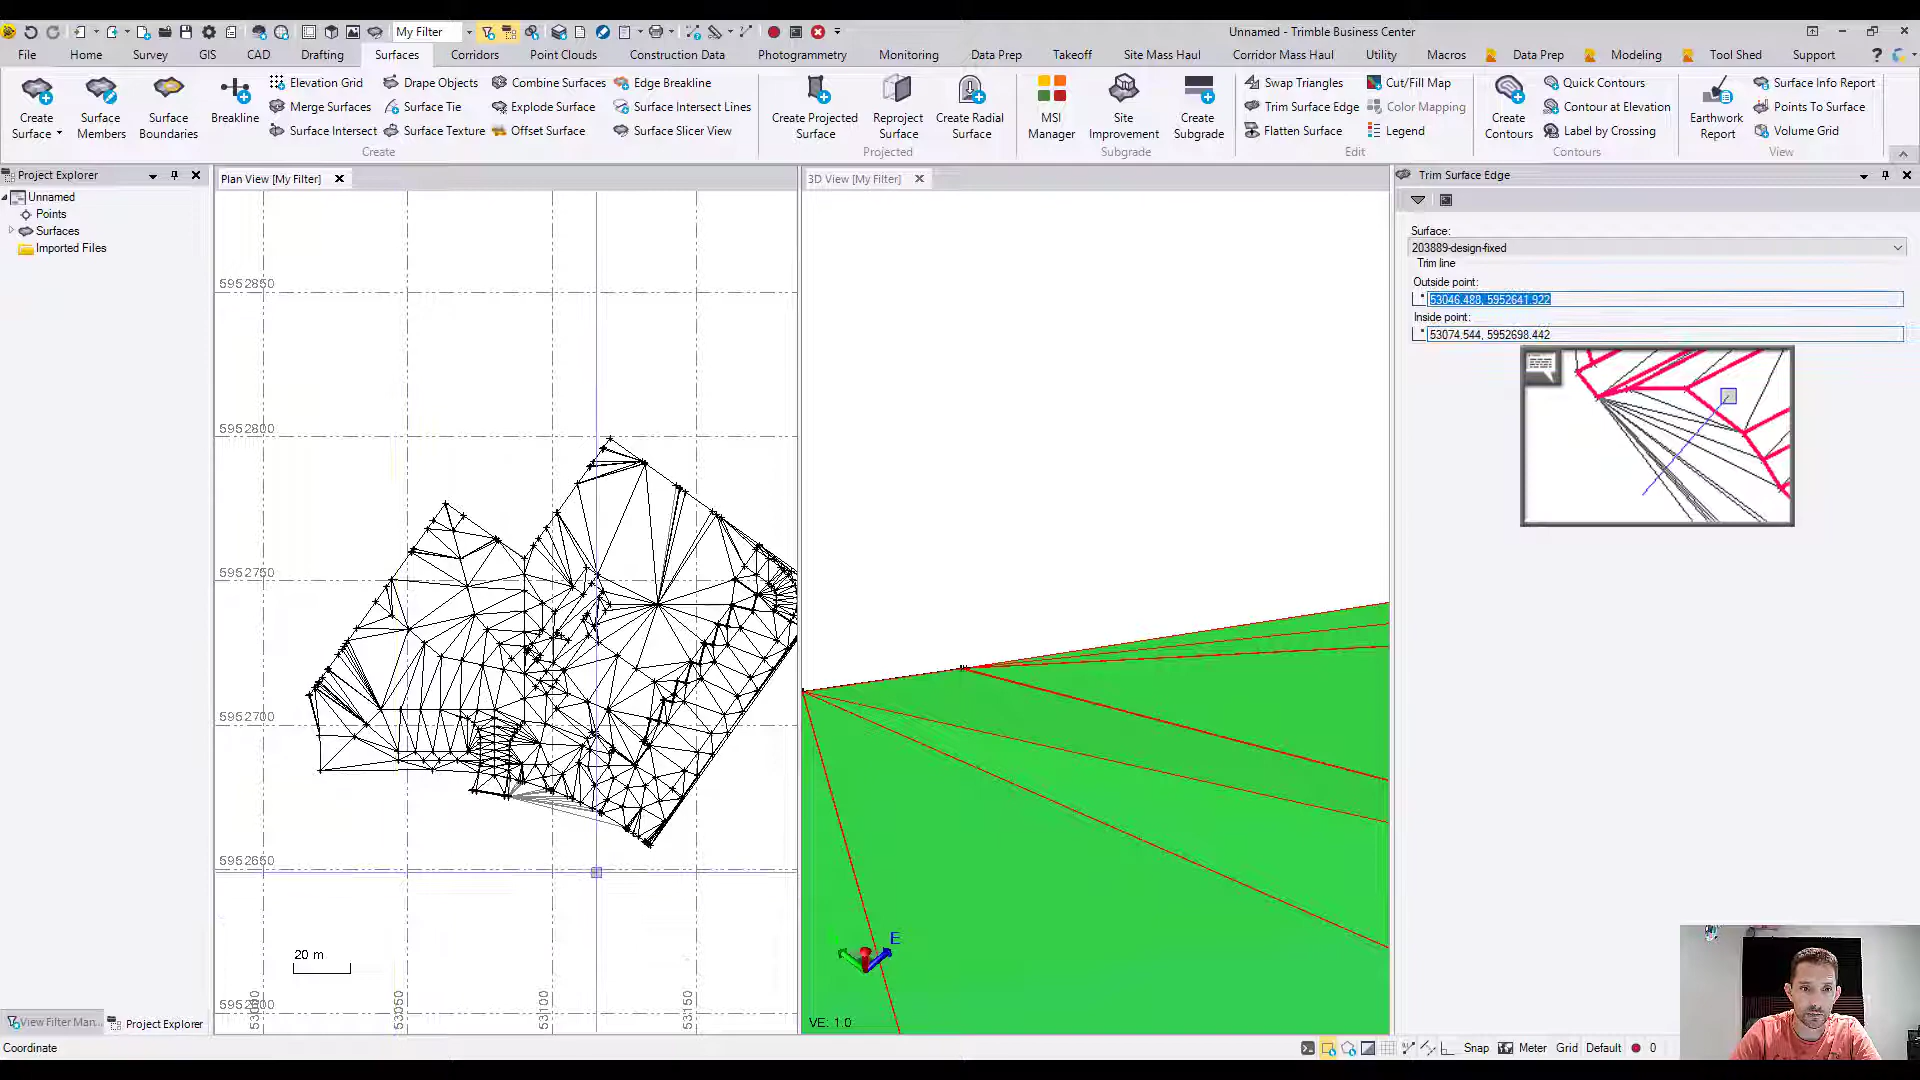 My Filter
Unnamed - Trimble Business Center
File Home Survey GIS CAD Drafting Surfaces Corridors Point Clouds Construction Data Photogrammetry Monitoring Data Prep Takeoff Site Mass Haul Corridor Mass Haul Utility Macros Data Prep Modeling Tool Shed Support
Create Surface
Surface Members
Surface Boundaries
Breakline
Elevation Grid
Merge Surfaces
Surface Intersect
Drape Objects
Surface Tie
Surface Texture
Combine Surfaces
Explode Surface
Offset Surface
Edge Breakline
Surface Intersect Lines
Surface Slicer View
Create
Create Projected Surface
Reproject Surface
Create Radial Surface
Projected
MSI Manager
Site Improvement
Create Subgrade
Subgrade
Swap Triangles
Trim Surface Edge
Flatten Surface
Cut/Fill Map
Color Mapping
Legend
Edit
Create Contours
Quick Contours
Contour at Elevation
Label by Crossing
Contours
Earthwork Report
Surface Info Report
Points To Surface
Volume Grid
View
Project Explorer
Unnamed
Points
Surfaces
Imported Files
View Filter Man...
Project Explorer
Plan View [My Filter]
5952850
5952800
5952750
5952700
5952650
5952600
20 m
53050
53100
53150
3D View [My Filter]
E
VE: 1.0
Trim Surface Edge
Surface:
203889-design-fixed
Trim line
Outside point:
53046.488, 5952641.922
Inside point:
53074.544, 5952698.442
Coordinate
Snap Meter Grid Default 0